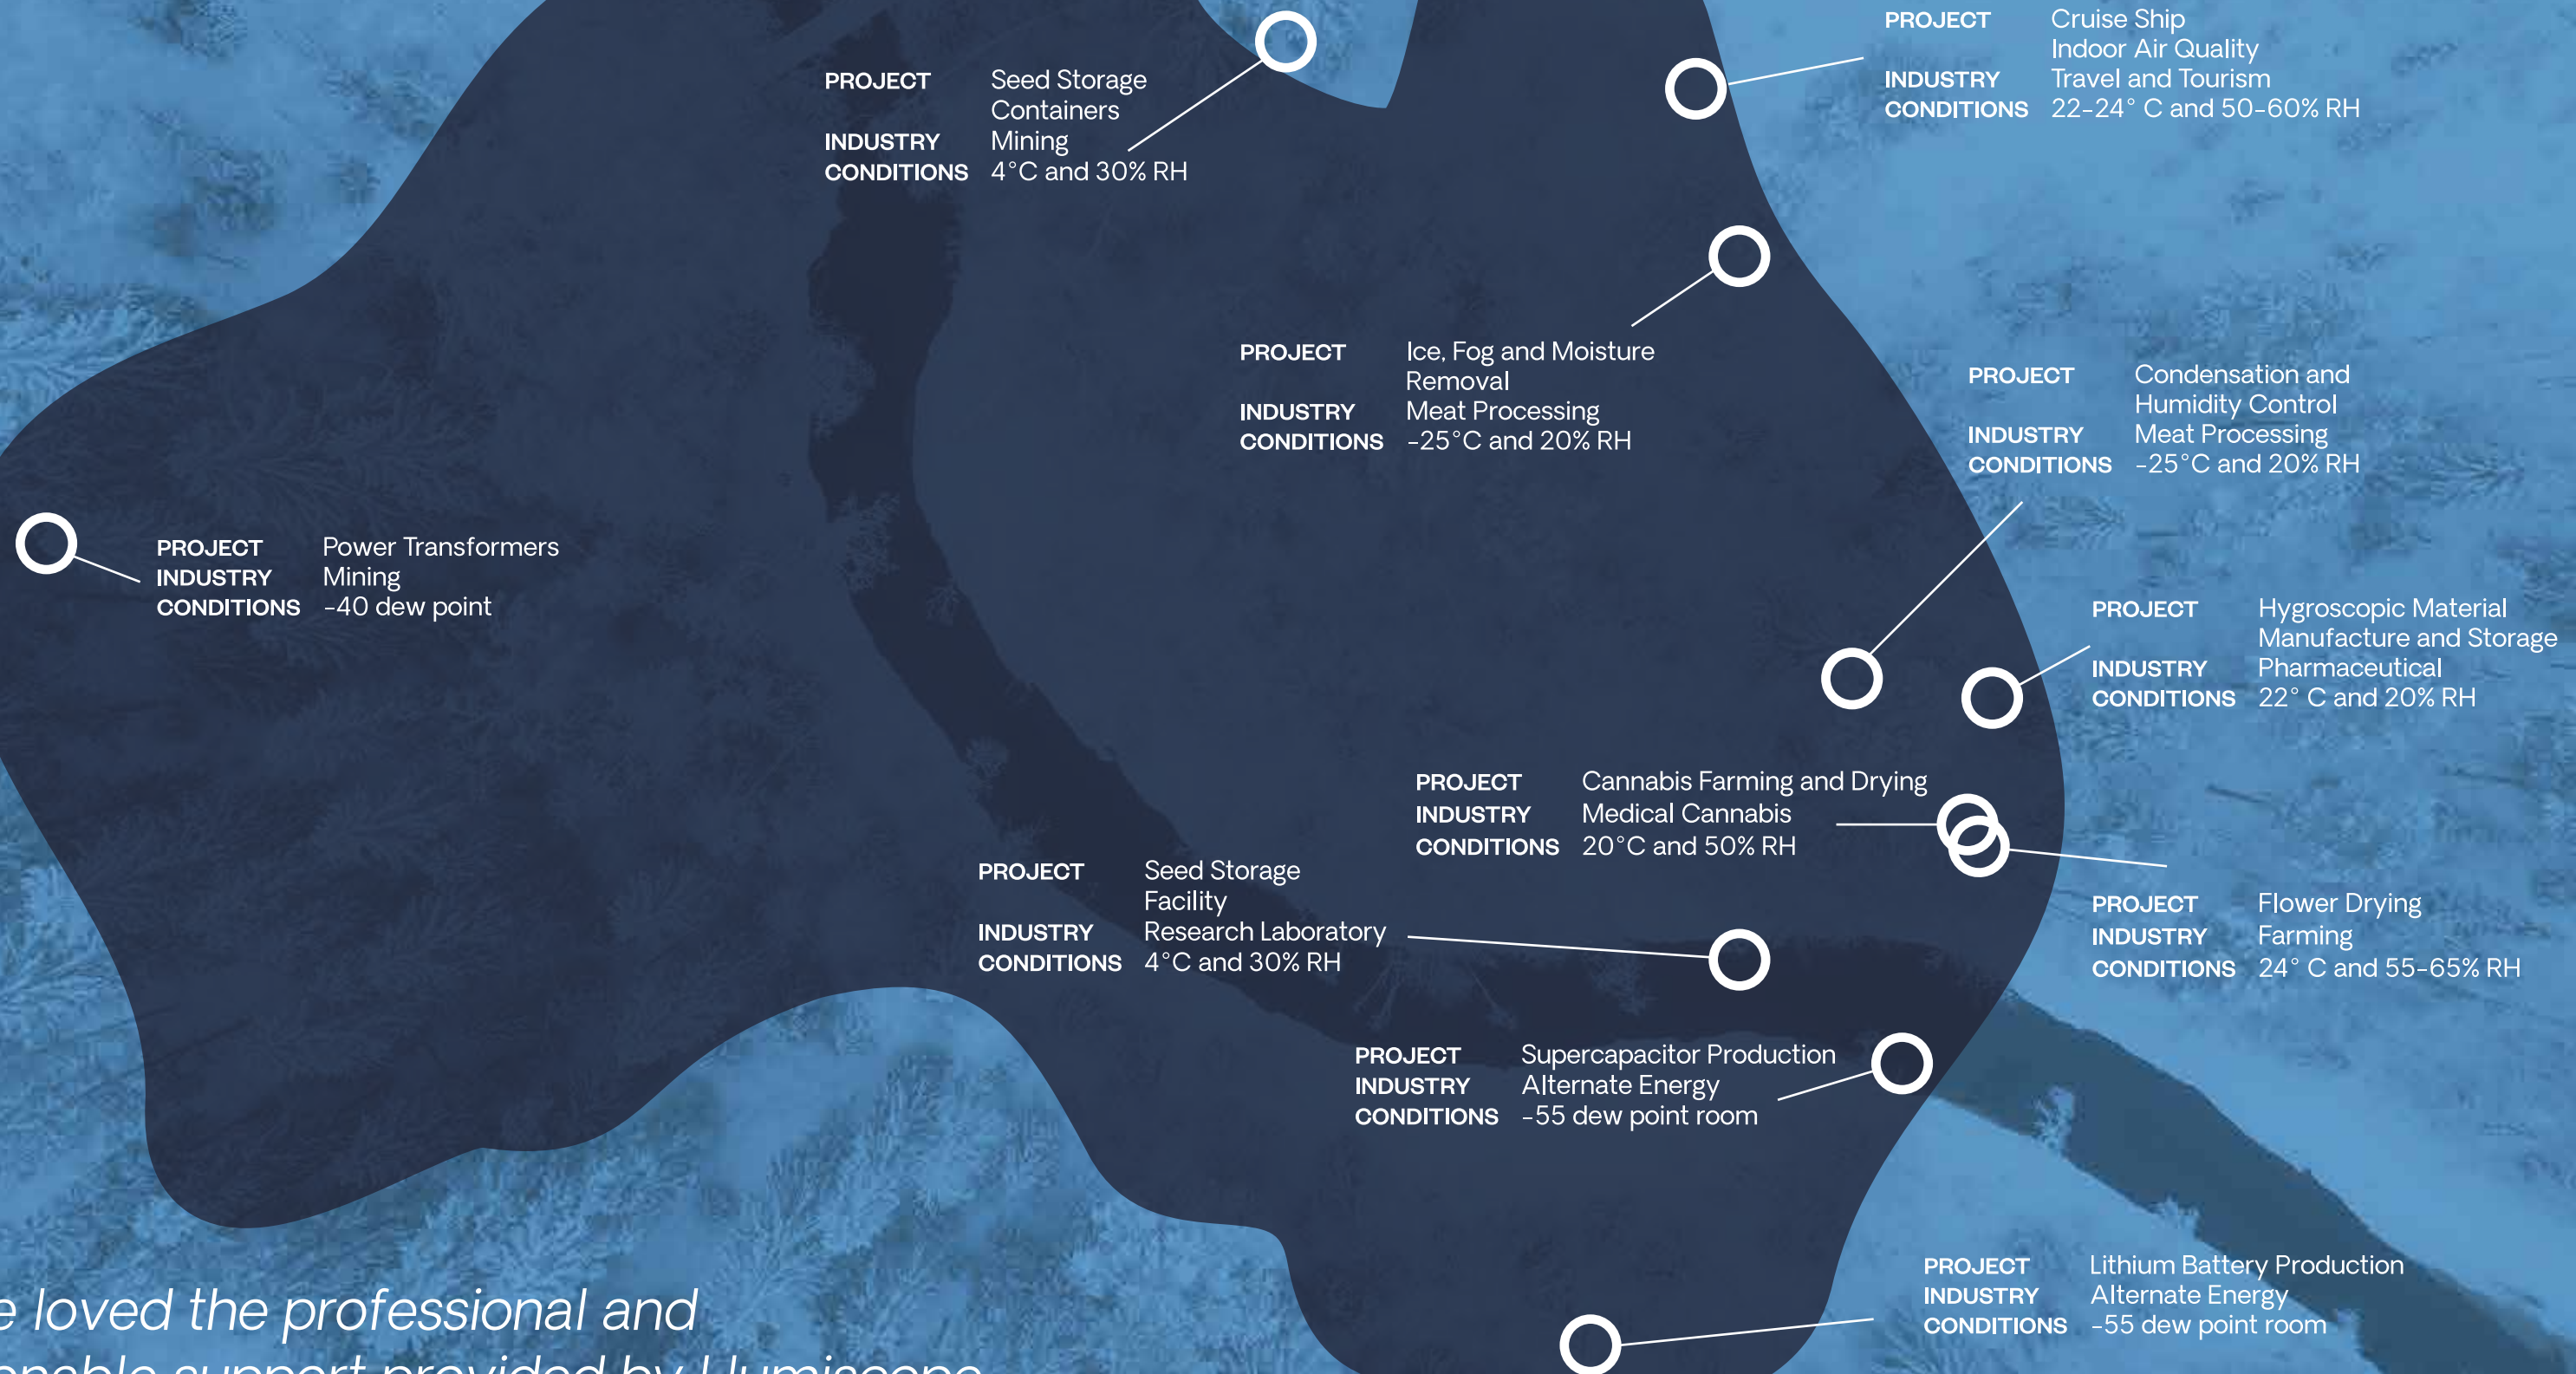 PROJECT Cruise Ship
Indoor Air Quality
INDUSTRY Travel and Tourism
CONDITIONS 22-24° C and 50-60% RH
PROJECT Seed Storage
Containers
INDUSTRY Mining
CONDITIONS 4°C and 30% RH
PROJECT Ice, Fog and Moisture
Removal
INDUSTRY Meat Processing
CONDITIONS -25°C and 20% RH
PROJECT Condensation and
Humidity Control
INDUSTRY Meat Processing
CONDITIONS -25°C and 20% RH
PROJECT Power Transformers
INDUSTRY Mining
CONDITIONS -40 dew point
PROJECT Hygroscopic Material
Manufacture and Storage
INDUSTRY Pharmaceutical
CONDITIONS 22° C and 20% RH
PROJECT Cannabis Farming and Drying
INDUSTRY Medical Cannabis
CONDITIONS 20°C and 50% RH
PROJECT Seed Storage
Facility
INDUSTRY Research Laboratory
CONDITIONS 4°C and 30% RH
PROJECT Flower Drying
INDUSTRY Farming
CONDITIONS 24° C and 55-65% RH
PROJECT Supercapacitor Production
INDUSTRY Alternate Energy
CONDITIONS -55 dew point room
PROJECT Lithium Battery Production
INDUSTRY Alternate Energy
CONDITIONS -55 dew point room
loved the professional and
support provided by